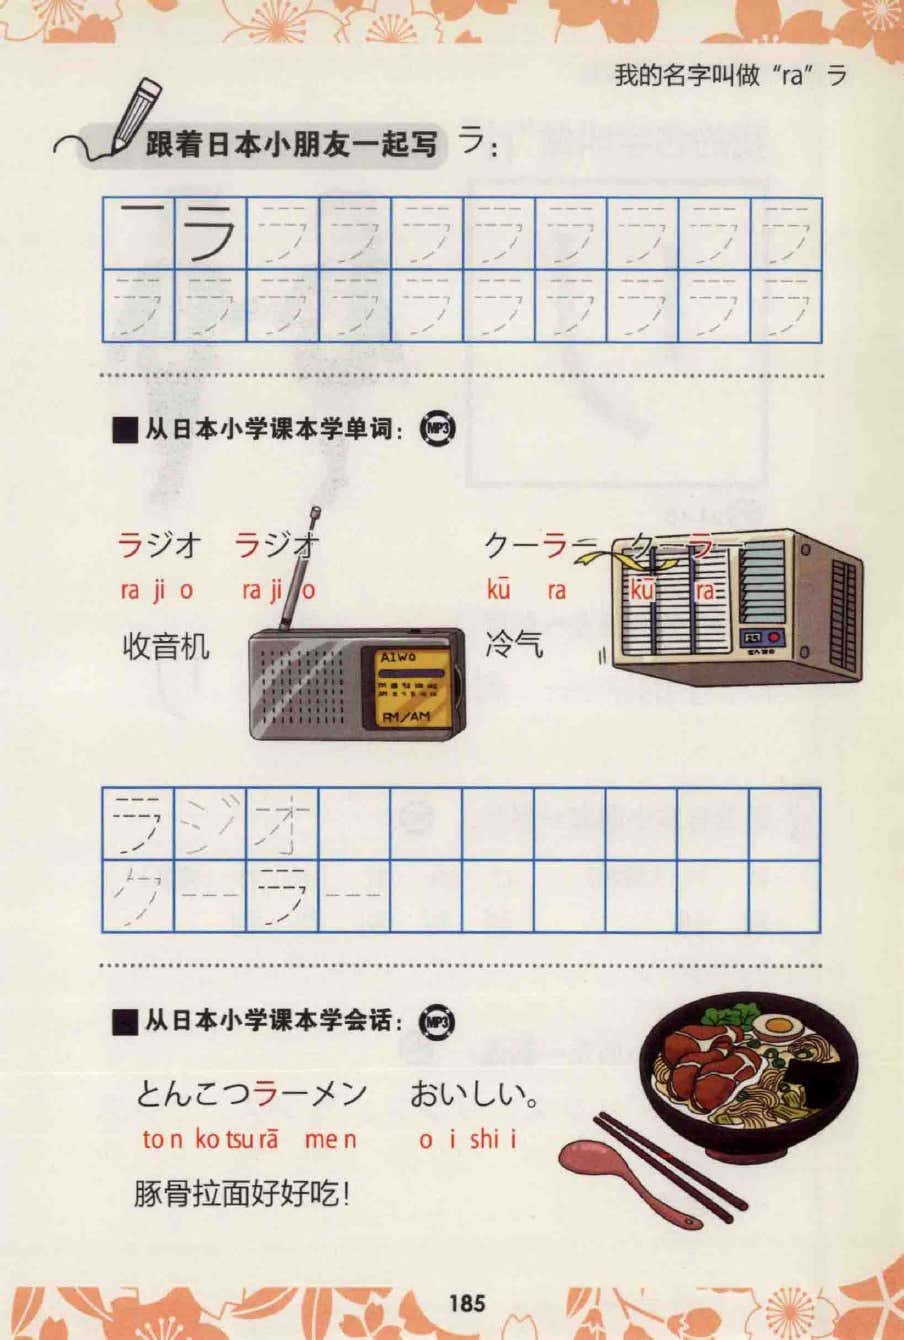 我的名字叫做“ra”ラ
跟着日本小朋友一起写 ラ：
ー ラ ラ ラ ラ ラ ラ ラ ラ ラ
ラ ラ ラ ラ ラ ラ ラ ラ ラ ラ
从日本小学课本学单词： MP3
ラジオ ラジオ クーラー クーラー
ra ji o ra ji o kū ra kū ra
收音机 冷气
AIWO
25
FM/AM
ラ ジ オ
ク ー ラ ー
从日本小学课本学会话： MP3
とんこつラーメン おいしい。
to n ko tsu rā me n o i shi i
豚骨拉面好好吃！
185